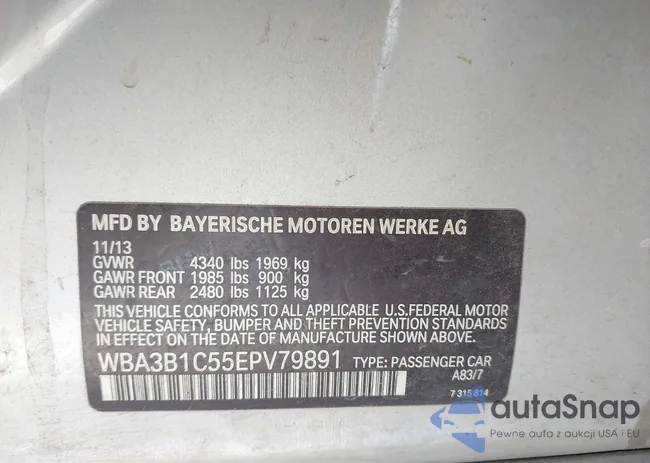 MFD BY BAYERISCHE MOTOREN WERKE AG
11/13
GVWR 4340 lbs 1969 kg
GAWR FRONT 1985 lbs 900 kg
GAWR REAR 2480 lbs 1125 kg
THIS VEHICLE CONFORMS TO ALL APPLICABLE U.S.FEDERAL MOTOR
VEHICLE SAFETY, BUMPER AND THEFT PREVENTION STANDARDS
IN EFFECT ON THE DATE OF MANUFACTURE SHOWN ABOVE.
WBA3B1C55EPV79891 TYPE: PASSENGER CAR
A83/7
7 315 814
autaSnap
Pewne auta z aukcji USA i EU